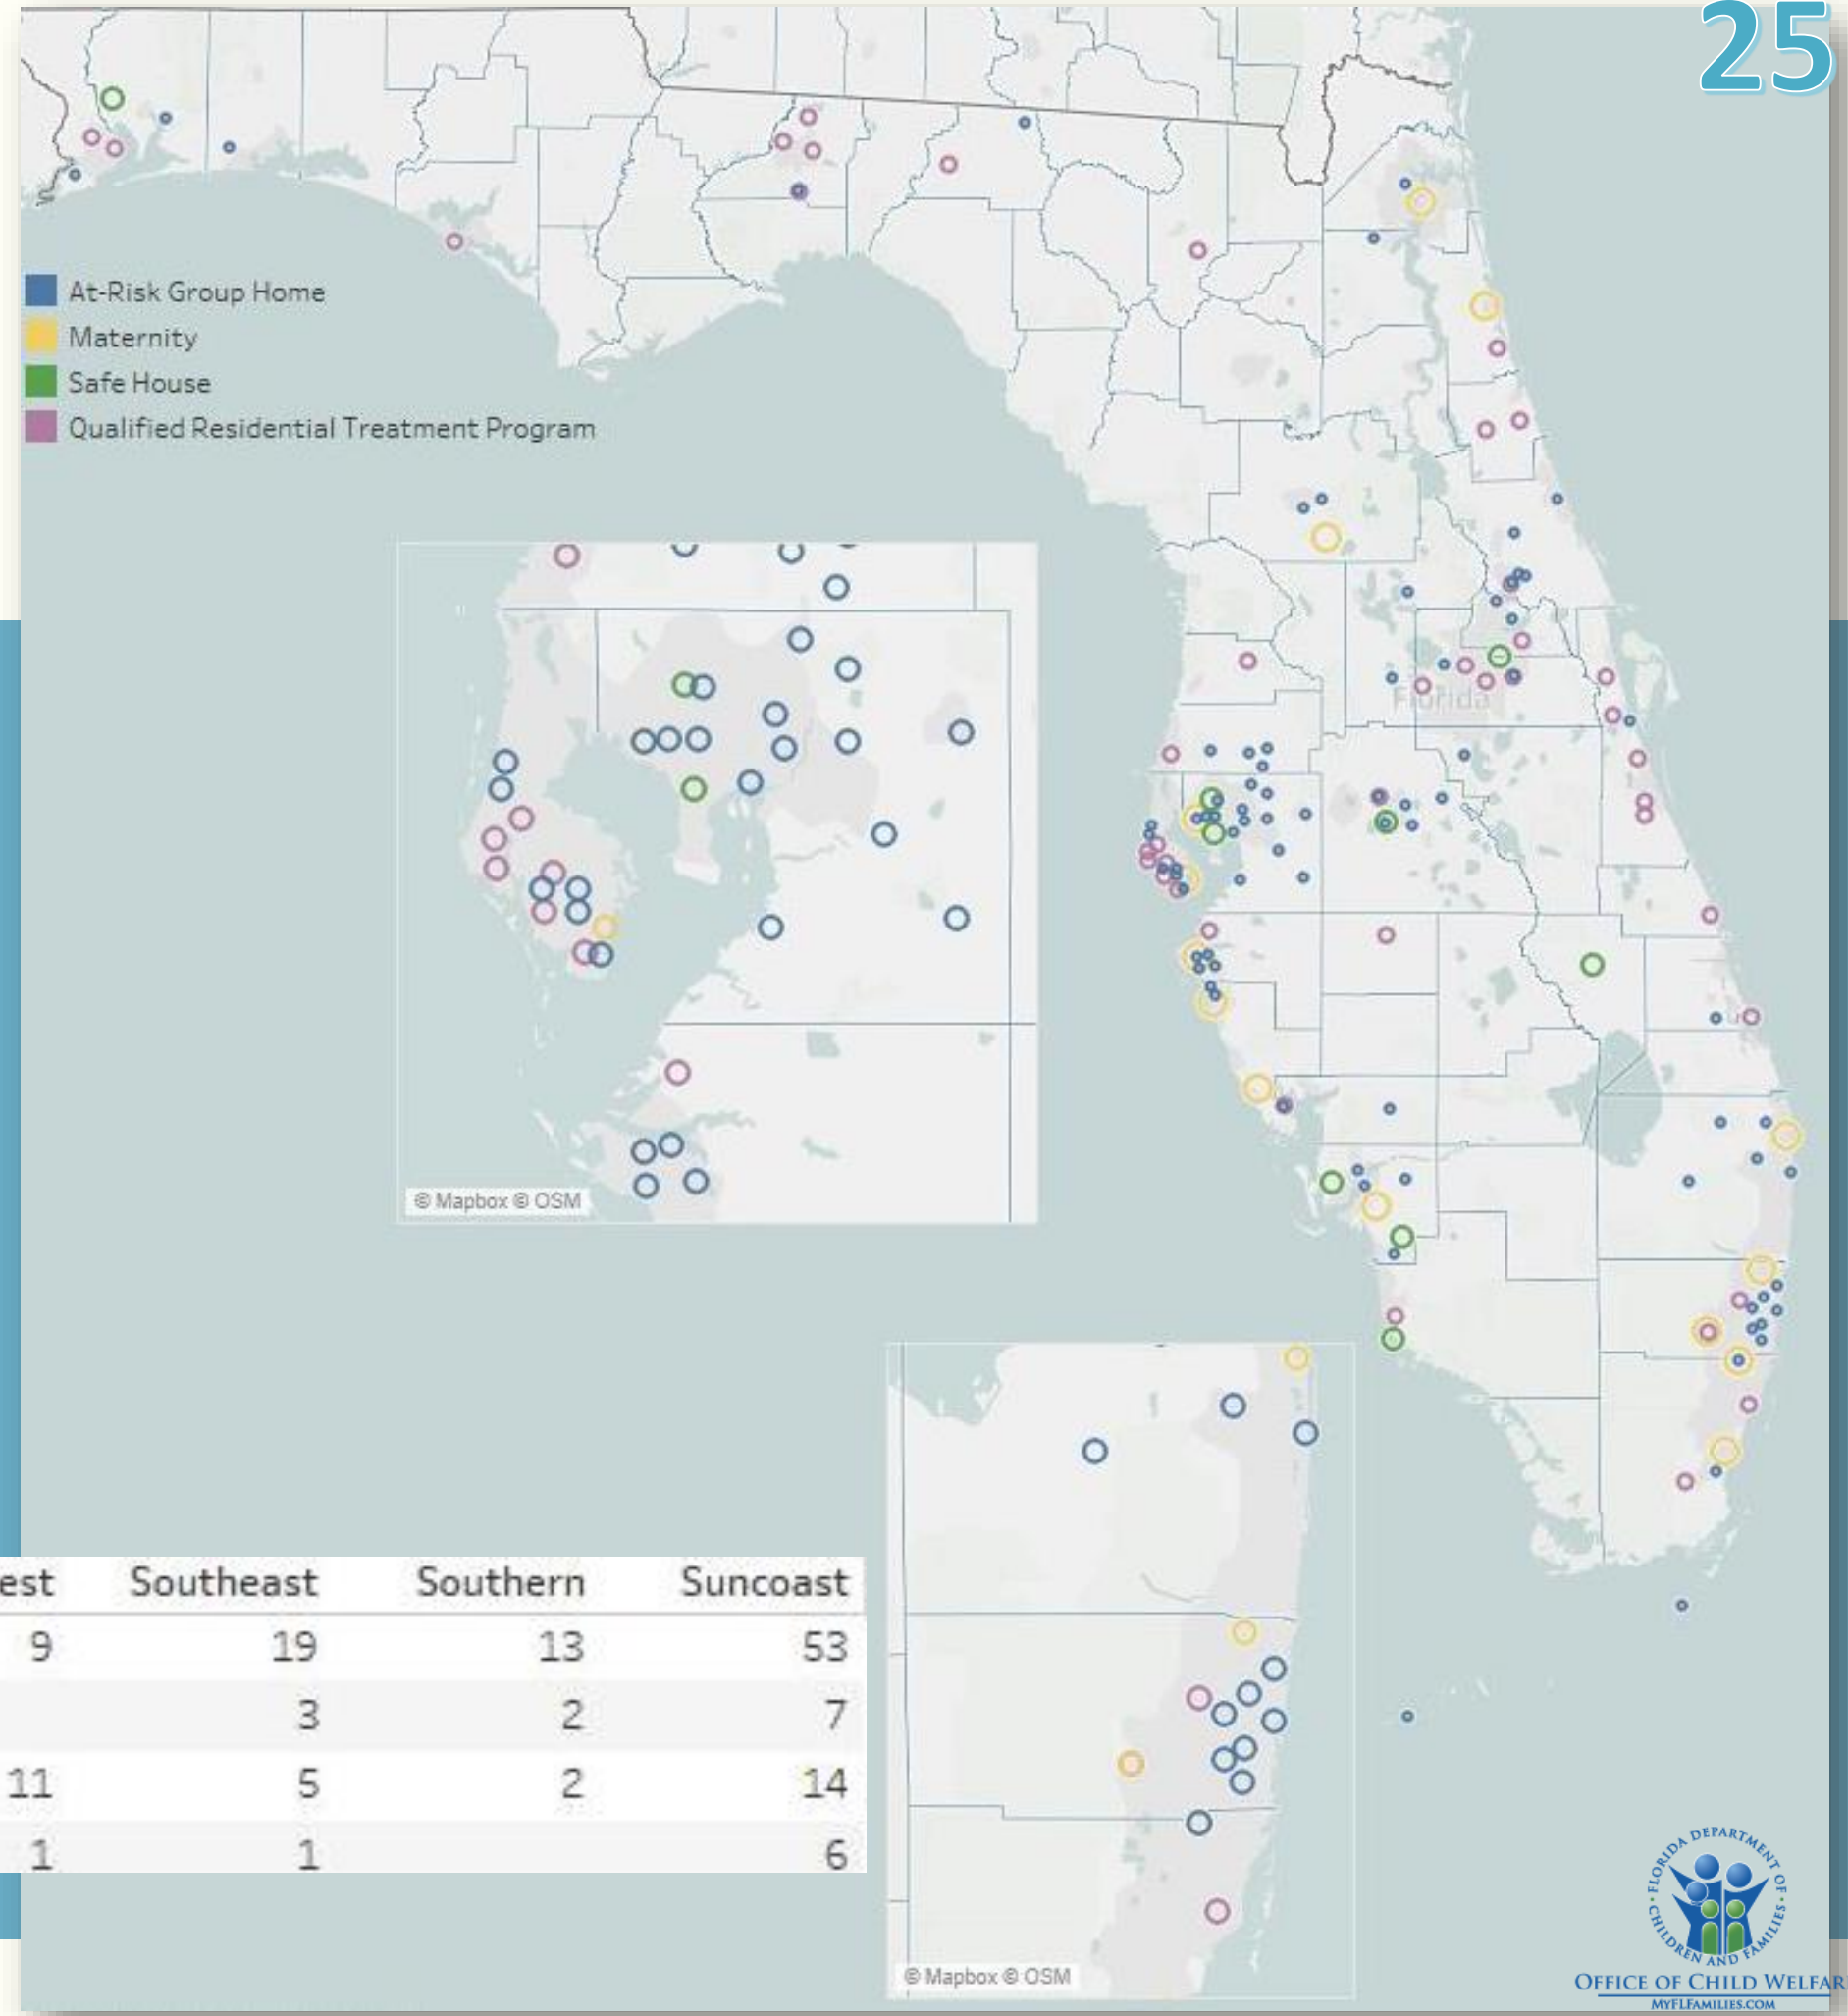 25
At-Risk Group Home
Maternity
Safe House
Qualified Residential Treatment Program
Florida
© Mapbox © OSM
est Southeast Southern Suncoast
9 19 13 53
3 2 7
11 5 2 14
1 1 6
© Mapbox © OSM
FLORIDA DEPARTMENT OF
CHILDREN AND FAMILIES
OFFICE OF CHILD WELFAR
MYFLFAMILIES.COM